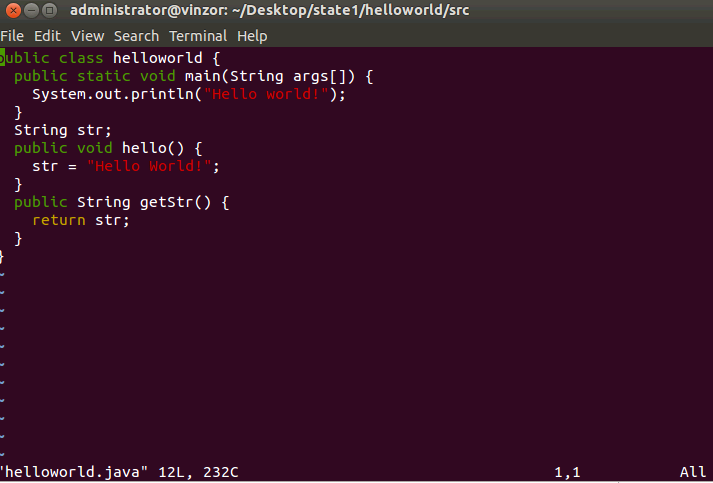 administrator@vinzor: ~/Desktop/state1/helloworld/src
File Edit View Search Terminal Help
public class helloworld {
  public static void main(String args[]) {
    System.out.println("Hello world!");
  }
  String str;
  public void hello() {
    str = "Hello World!";
  }
  public String getStr() {
    return str;
  }
}
~
~
~
~
~
~
~
~
~
~
~
"helloworld.java" 12L, 232C 1,1 All